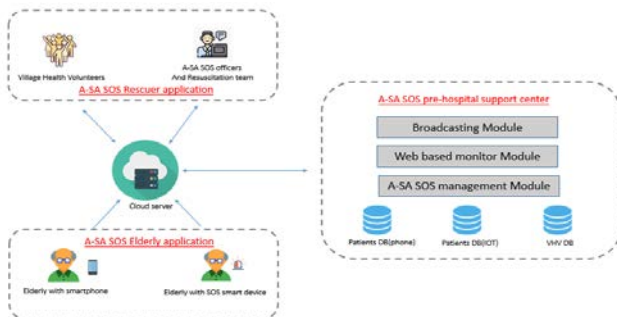 Village Health Volunteers
A-SA SOS officers
And Resuscitation team
A-SA SOS Rescuer application
Cloud server
A-SA SOS Elderly application
Elderly with smartphone
Elderly with SOS smart device
A-SA SOS pre-hospital support center
Broadcasting Module
Web based monitor Module
A-SA SOS management Module
Patients DB(phone)
Patients DB(IOT)
VHV DB